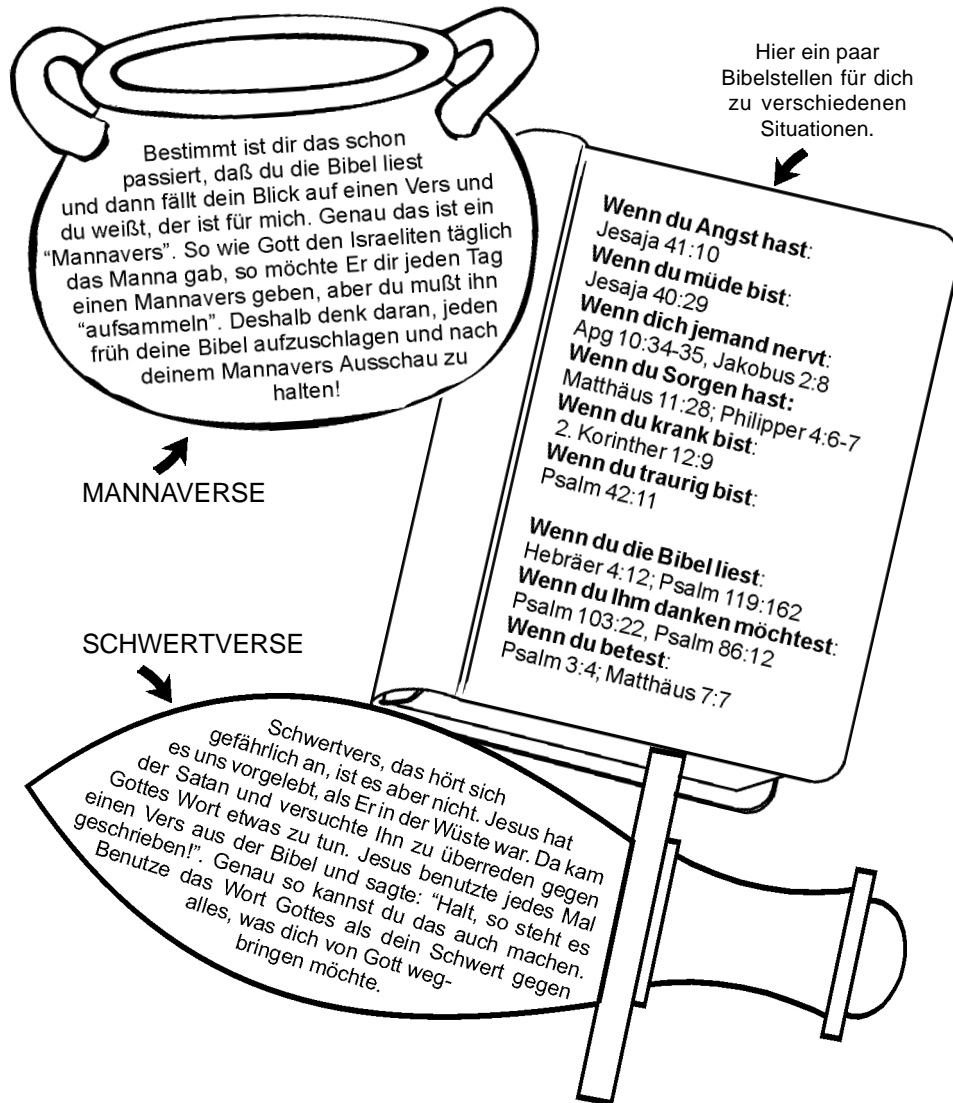 Bestimmt ist dir das schon
passiert, daß du die Bibel liest
und dann fällt dein Blick auf einen Vers und
du weißt, der ist für mich. Genau das ist ein
“Mannavers”. So wie Gott den Israeliten täglich
das Manna gab, so möchte Er dir jeden Tag
einen Mannavers geben, aber du mußt ihn
“aufsammeln”. Deshalb denk daran, jeden
früh deine Bibel aufzuschlagen und nach
deinem Mannavers Ausschau zu
halten!
MANNAVERSE
Hier ein paar
Bibelstellen für dich
zu verschiedenen
Situationen.
Wenn du Angst hast:
Jesaja 41:10
Wenn du müde bist:
Jesaja 40:29
Wenn dich jemand nervt:
Apg 10:34-35, Jakobus 2:8
Wenn du Sorgen hast:
Matthäus 11:28; Philipper 4:6-7
Wenn du krank bist:
2. Korinther 12:9
Wenn du traurig bist:
Psalm 42:11
Wenn du die Bibel liest:
Hebräer 4:12; Psalm 119:162
Wenn du Ihm danken möchtest:
Psalm 103:22, Psalm 86:12
Wenn du betest:
Psalm 3:4; Matthäus 7:7
SCHWERTVERSE
Schwertvers, das hört sich
gefährlich an, ist es aber nicht. Jesus hat
es uns vorgelebt, als Er in der Wüste war. Da kam
der Satan und versuchte Ihn zu überreden gegen
Gottes Wort etwas zu tun. Jesus benutzte jedes Mal
einen Vers aus der Bibel und sagte: “Halt, so steht es
geschrieben!”. Genau so kannst du das auch machen.
Benutze das Wort Gottes als dein Schwert gegen
alles, was dich von Gott weg-
bringen möchte.